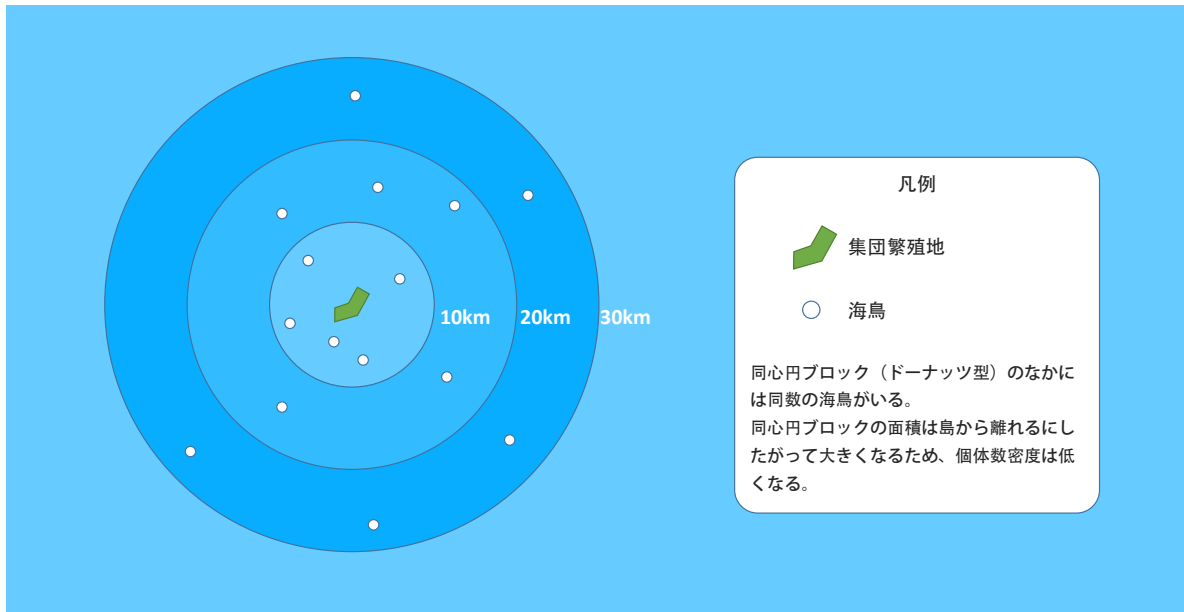 10km
20km
30km
凡例
集団繁殖地
海鳥
同心円ブロック（ドーナッツ型）のなかに
は同数の海鳥がいる。
同心円ブロックの面積は島から離れるにし
たがって大きくなるため、個体数密度は低
くなる。